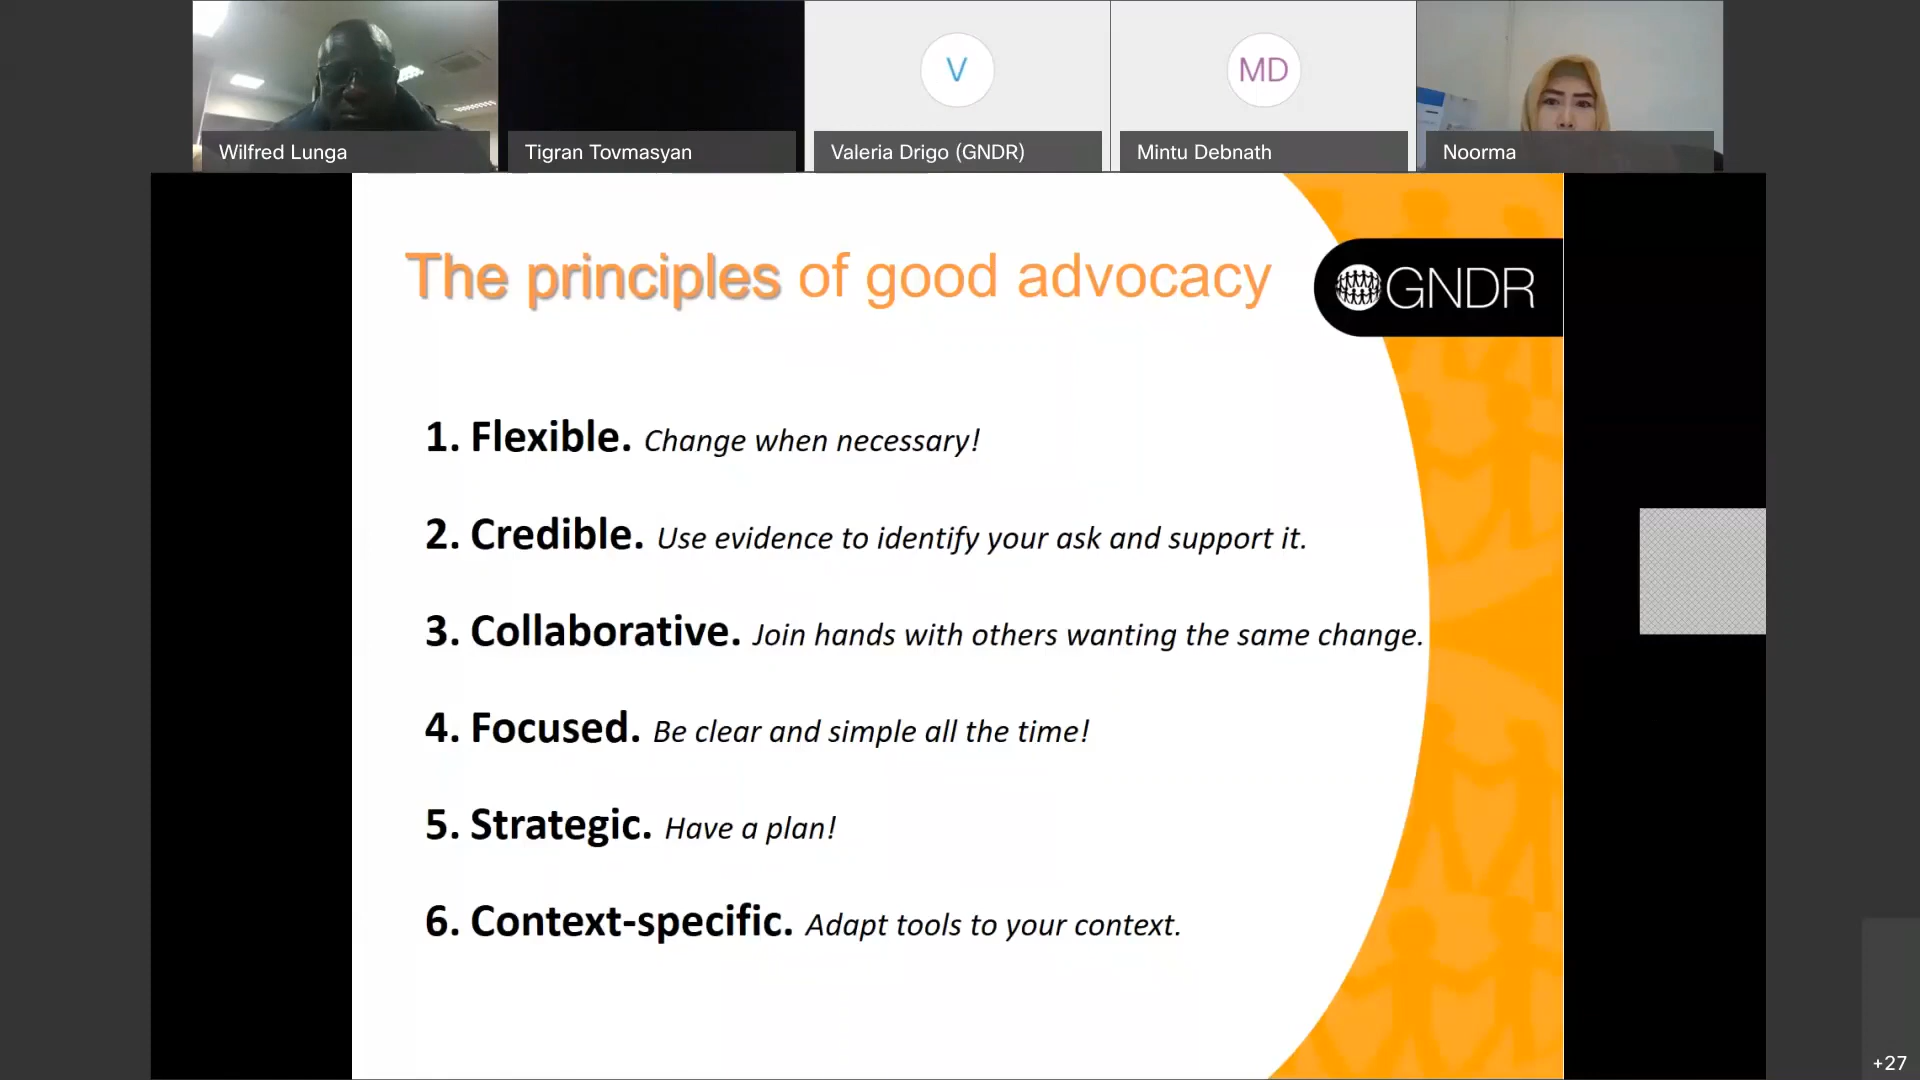 V
MD
Wilfred Lunga
Tigran Tovmasyan
Valeria Drigo (GNDR)
Mintu Debnath
Noorma
The principles of good advocacy
GNDR
1. Flexible. Change when necessary!
2. Credible. Use evidence to identify your ask and support it.
3. Collaborative. Join hands with others wanting the same change.
4. Focused. Be clear and simple all the time!
5. Strategic. Have a plan!
6. Context-specific. Adapt tools to your context.
+27